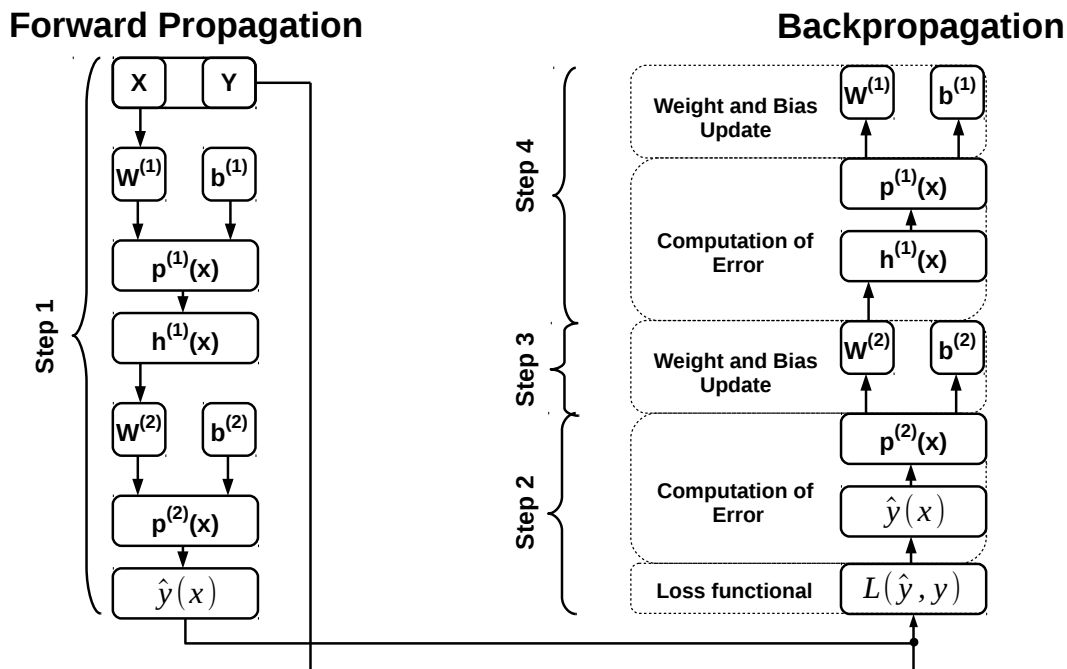 Forward Propagation
Step 1
X Y
W^(1) b^(1)
p^(1)(x)
h^(1)(x)
W^(2) b^(2)
p^(2)(x)
ŷ(x)
Backpropagation
Step 4
Weight and Bias
Update
W^(1) b^(1)
p^(1)(x)
Computation of
Error
h^(1)(x)
Step 3
Weight and Bias
Update
W^(2) b^(2)
Step 2
p^(2)(x)
Computation of
Error
ŷ(x)
Loss functional
L(ŷ, y)